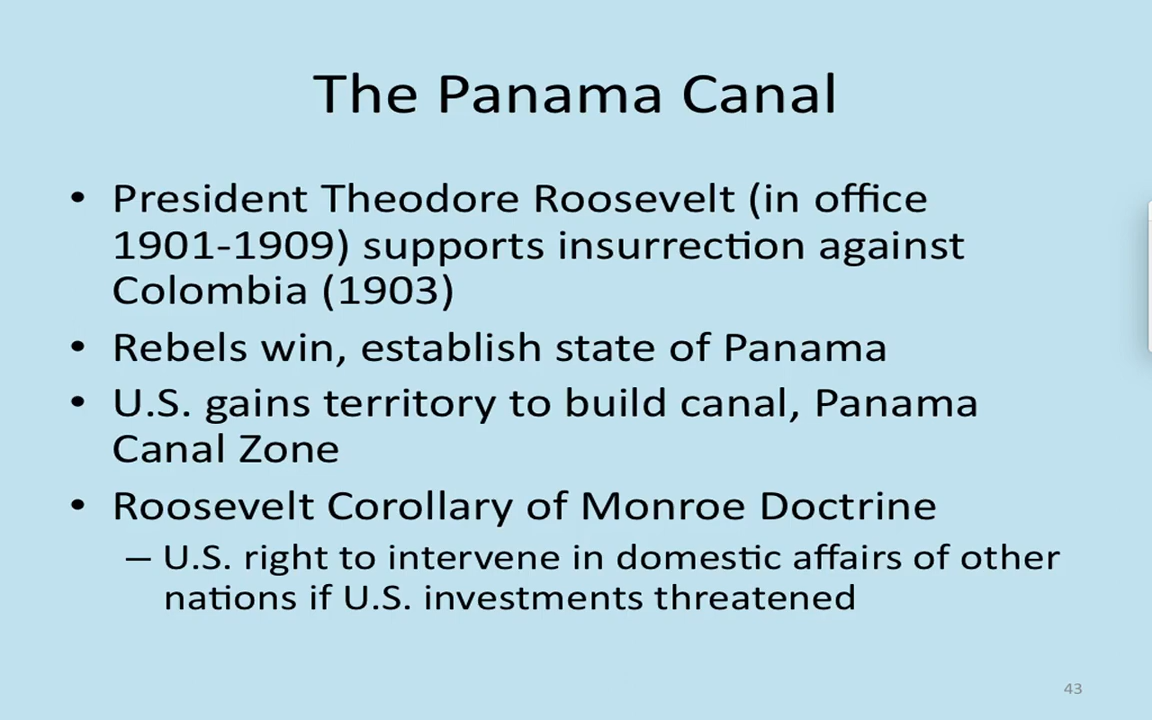 The Panama Canal
• President Theodore Roosevelt (in office
1901-1909) supports insurrection against
Colombia (1903)
• Rebels win, establish state of Panama
• U.S. gains territory to build canal, Panama
Canal Zone
• Roosevelt Corollary of Monroe Doctrine
– U.S. right to intervene in domestic affairs of other
nations if U.S. investments threatened
43